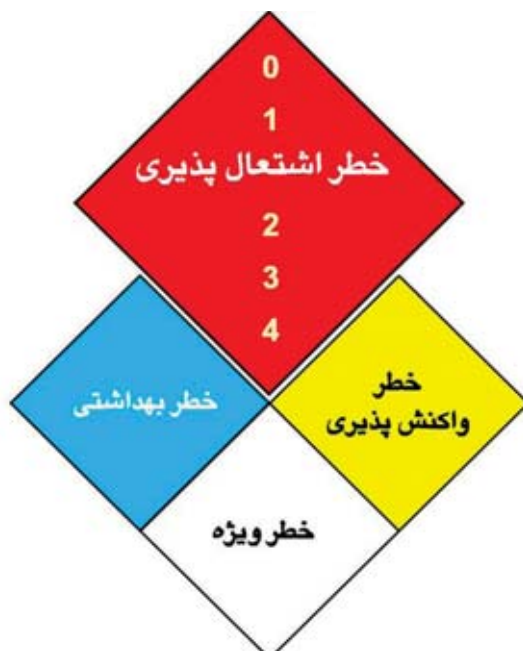 0
1
خطر اشتعال پذیری
2
3
4
خطر بهداشتی
خطر
واکنش پذیری
خطر ویژه